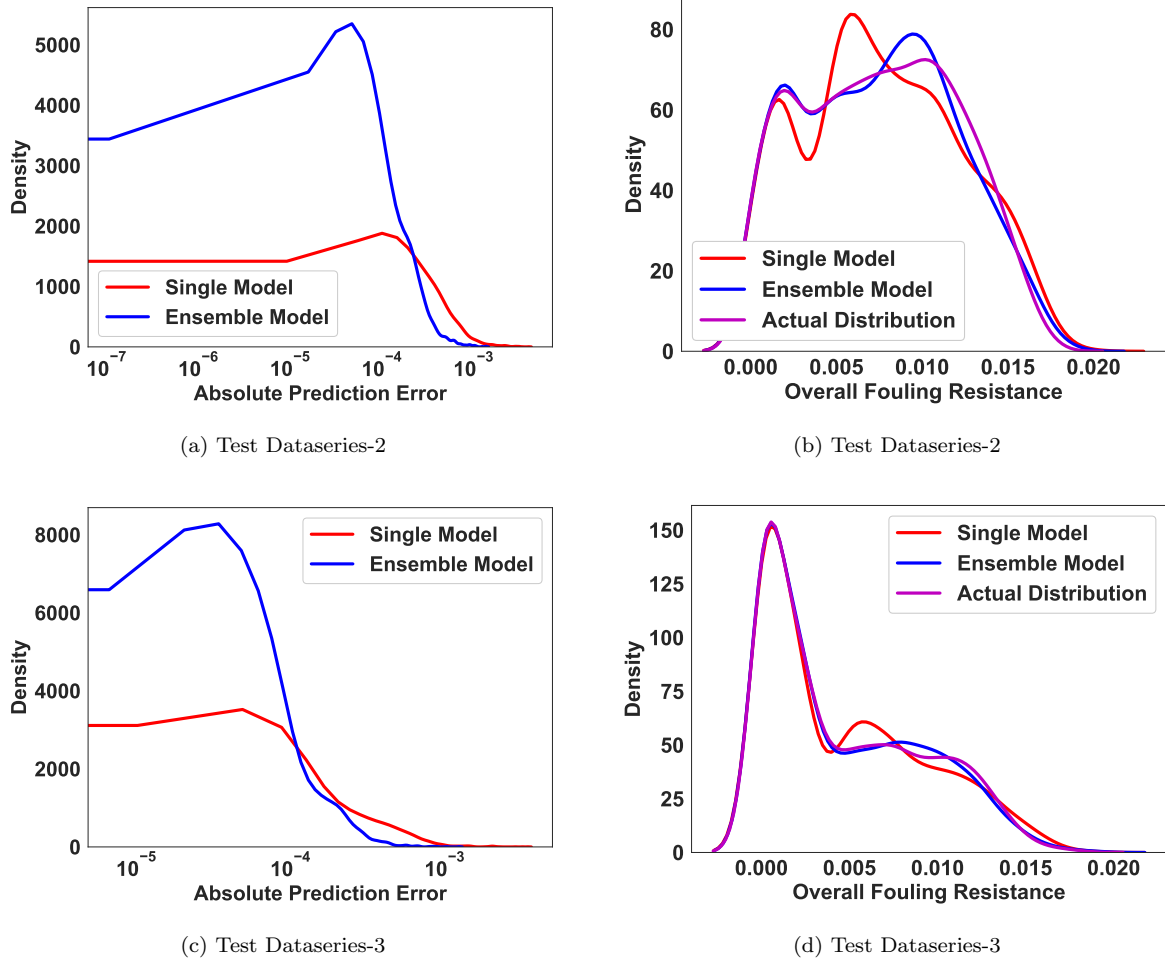 5000
4000
3000
2000
1000
0
Density
Single Model
Ensemble Model
10⁻⁷ 10⁻⁶ 10⁻⁵ 10⁻⁴ 10⁻³
Absolute Prediction Error
(a) Test Dataseries-2
80
60
40
20
0
Density
Single Model
Ensemble Model
Actual Distribution
0.000 0.005 0.010 0.015 0.020
Overall Fouling Resistance
(b) Test Dataseries-2
8000
6000
4000
2000
0
Density
Single Model
Ensemble Model
10⁻⁵ 10⁻⁴ 10⁻³
Absolute Prediction Error
(c) Test Dataseries-3
150
125
100
75
50
25
0
Density
Single Model
Ensemble Model
Actual Distribution
0.000 0.005 0.010 0.015 0.020
Overall Fouling Resistance
(d) Test Dataseries-3